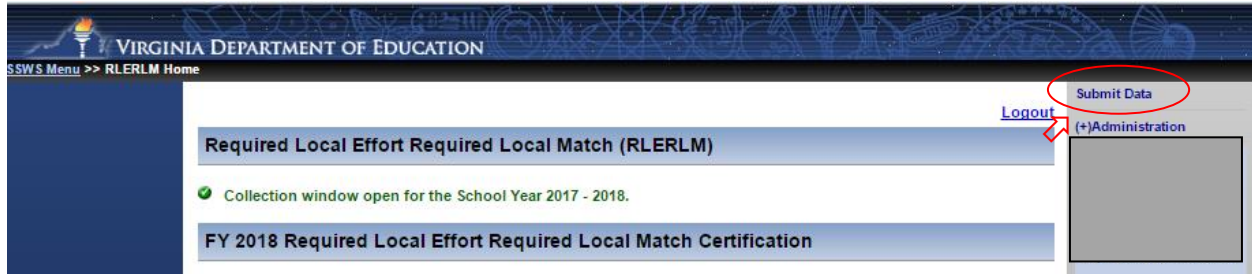 VIRGINIA DEPARTMENT OF EDUCATION
SSWS Menu >> RLERLM Home
Submit Data
Logout
(+)Administration
Required Local Effort Required Local Match (RLERLM)
Collection window open for the School Year 2017 - 2018.
FY 2018 Required Local Effort Required Local Match Certification